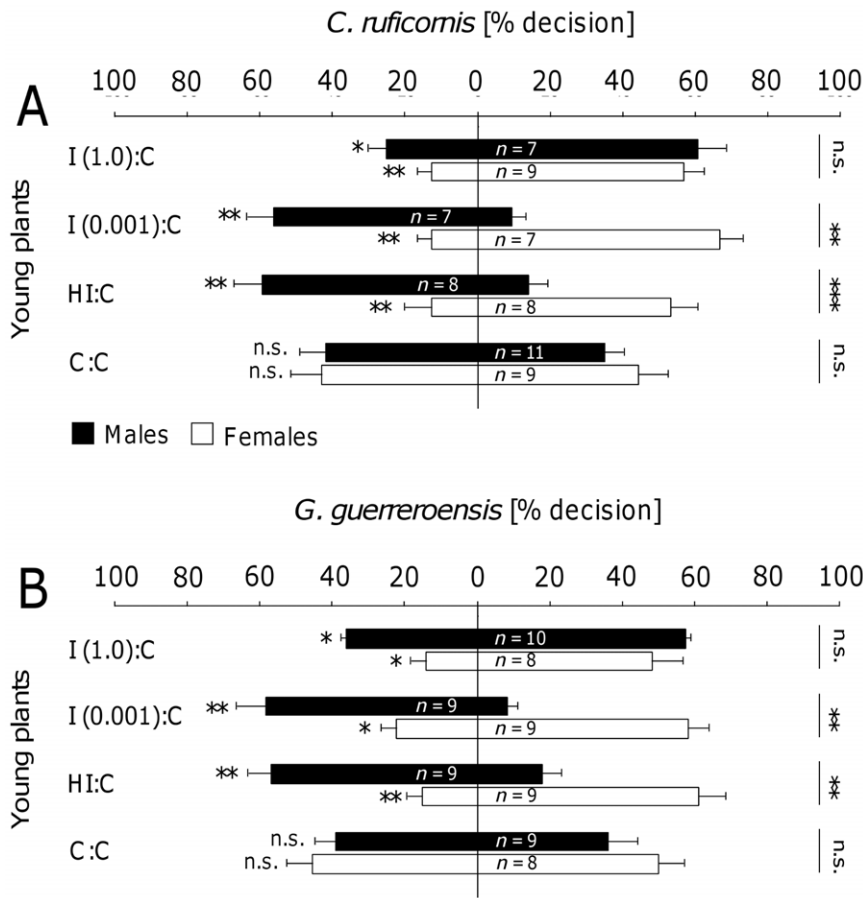 C. ruficornis [% decision]
100 80 60 40 20 0 20 40 60 80 100
A
Young plants
I (1.0):C * n = 7 n.s.
** n = 9
I (0.001):C ** n = 7 **
** n = 7
HI:C ** n = 8 ***
** n = 8
C:C n.s. n = 11 n.s.
n.s. n = 9
Males Females
G. guerreroensis [% decision]
100 80 60 40 20 0 20 40 60 80 100
B
Young plants
I (1.0):C * n = 10 n.s.
* n = 8
I (0.001):C ** n = 9 **
* n = 9
HI:C ** n = 9 **
** n = 9
C:C n.s. n = 9 n.s.
n.s. n = 8